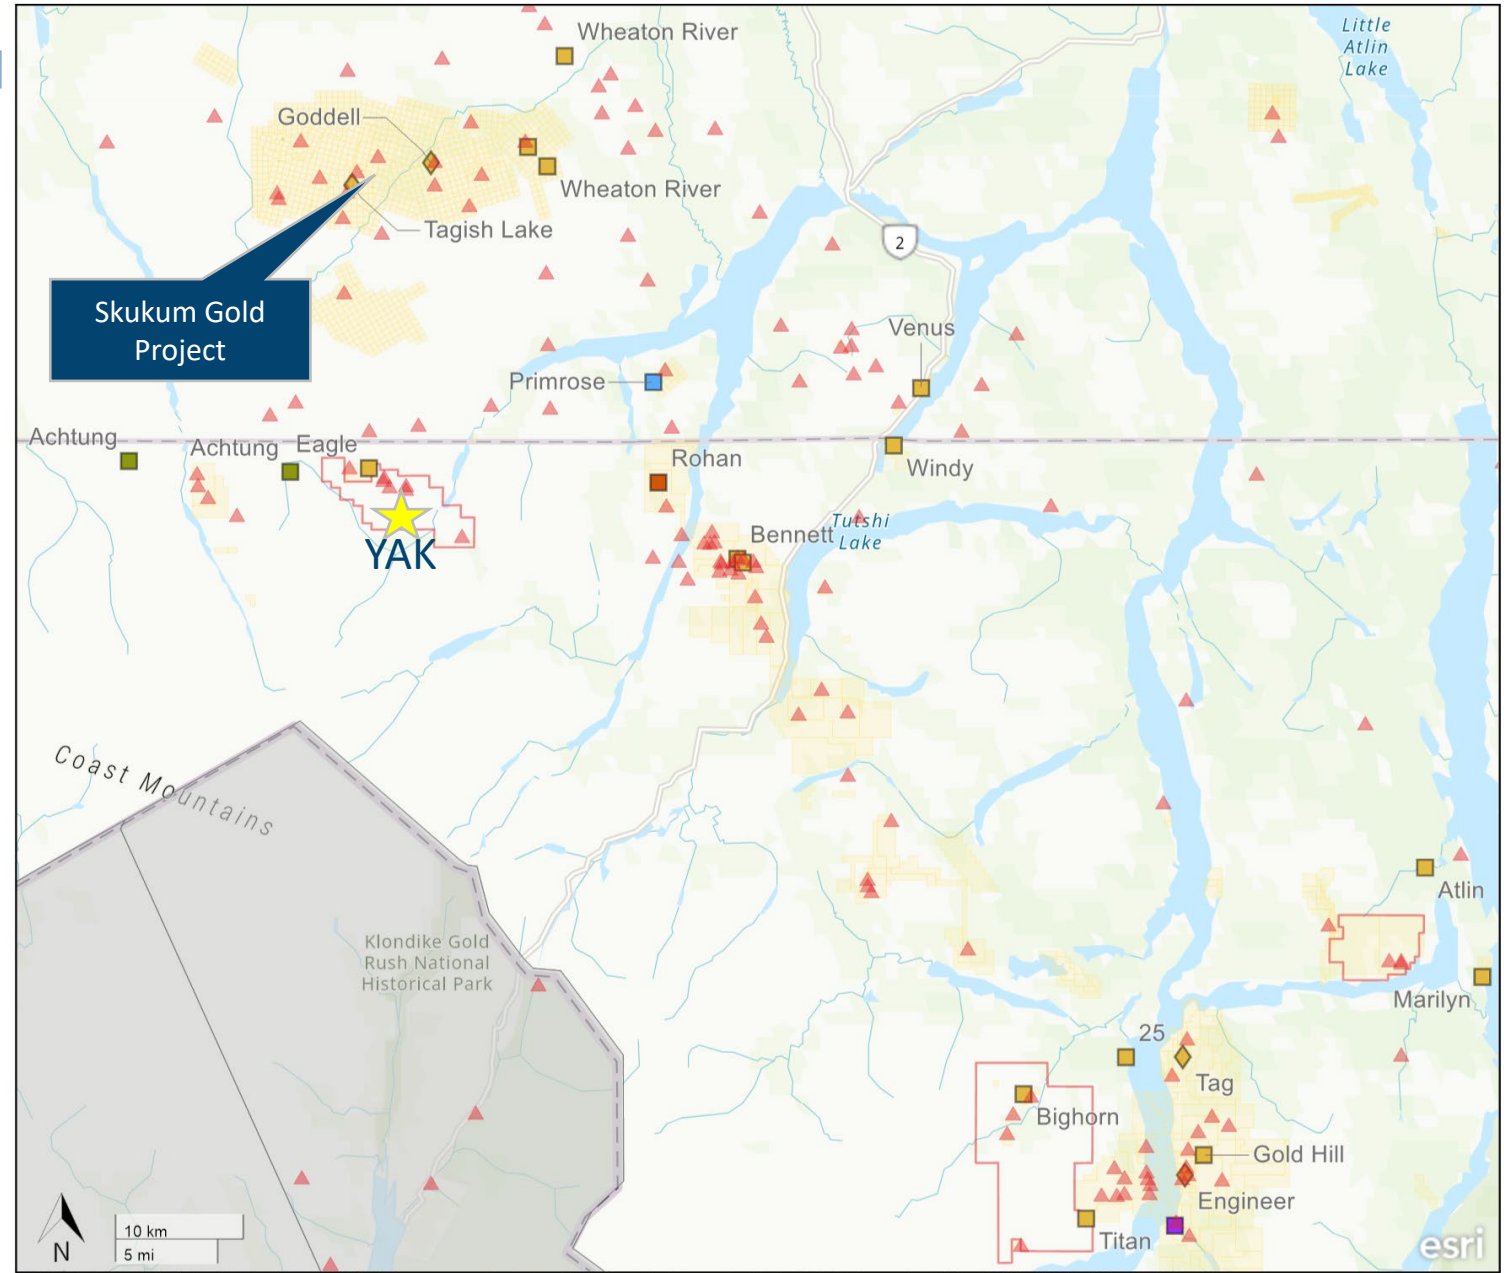 Wheaton River
Little
Atlin
Lake
Goddell
Wheaton River
Tagish Lake
2
Skukum Gold
Project
Venus
Primrose
Achtung
Achtung
Eagle
Rohan
Windy
YAK
Bennett
Tutshi
Lake
Coast Mountains
Atlin
Klondike Gold
Rush National
Historical Park
Marilyn
25
Tag
Bighorn
Gold Hill
Engineer
Titan
N
10 km
5 mi
esri